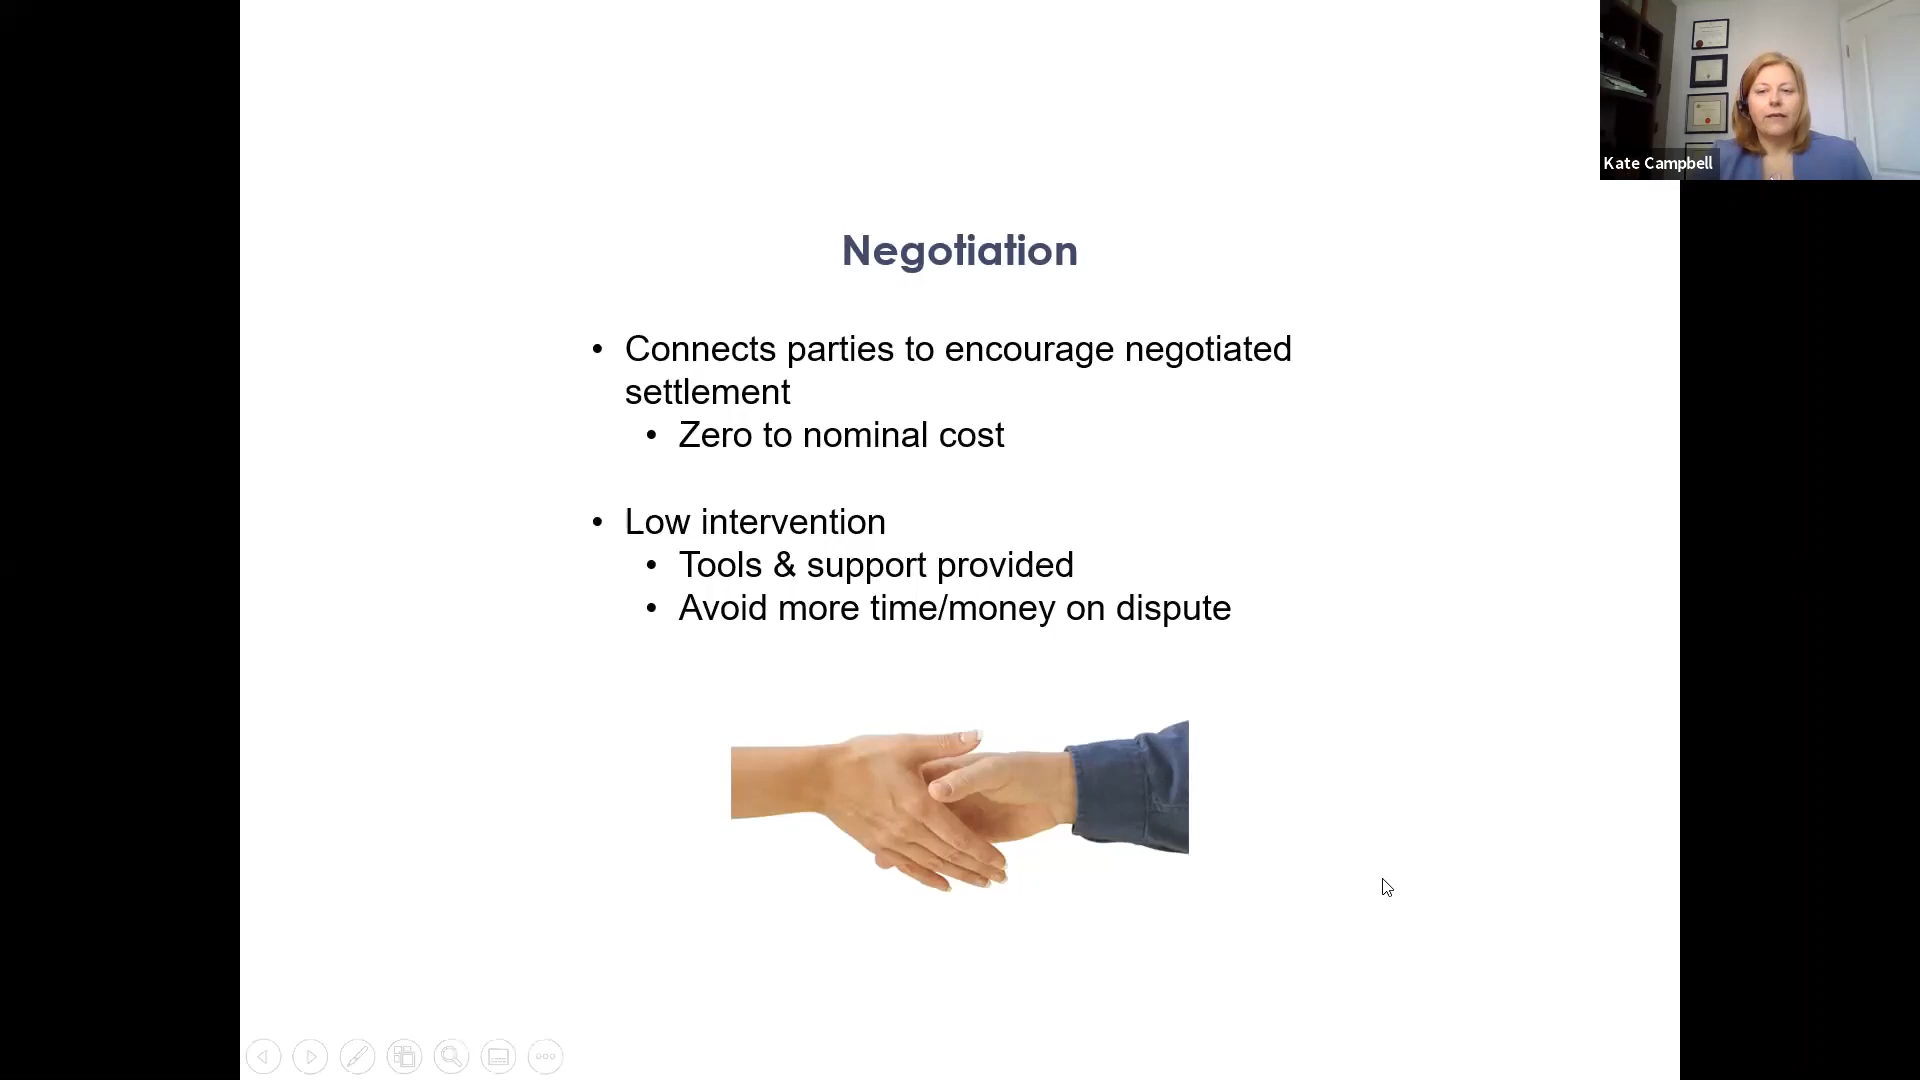 Kate Campbell
Negotiation
• Connects parties to encourage negotiated
settlement
• Zero to nominal cost
• Low intervention
• Tools & support provided
• Avoid more time/money on dispute